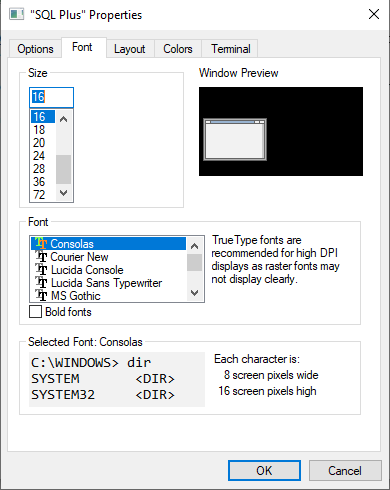 "SQL Plus" Properties
Options Font Layout Colors Terminal
Size
16
16
18
20
24
28
36
72
Window Preview
Font
Consolas
Courier New
Lucida Console
Lucida Sans Typewriter
MS Gothic
Bold fonts
TrueType fonts are
recommended for high DPI
displays as raster fonts may
not display clearly.
Selected Font: Consolas
C:\WINDOWS> dir
SYSTEM <DIR>
SYSTEM32 <DIR>
Each character is:
8 screen pixels wide
16 screen pixels high
OK Cancel